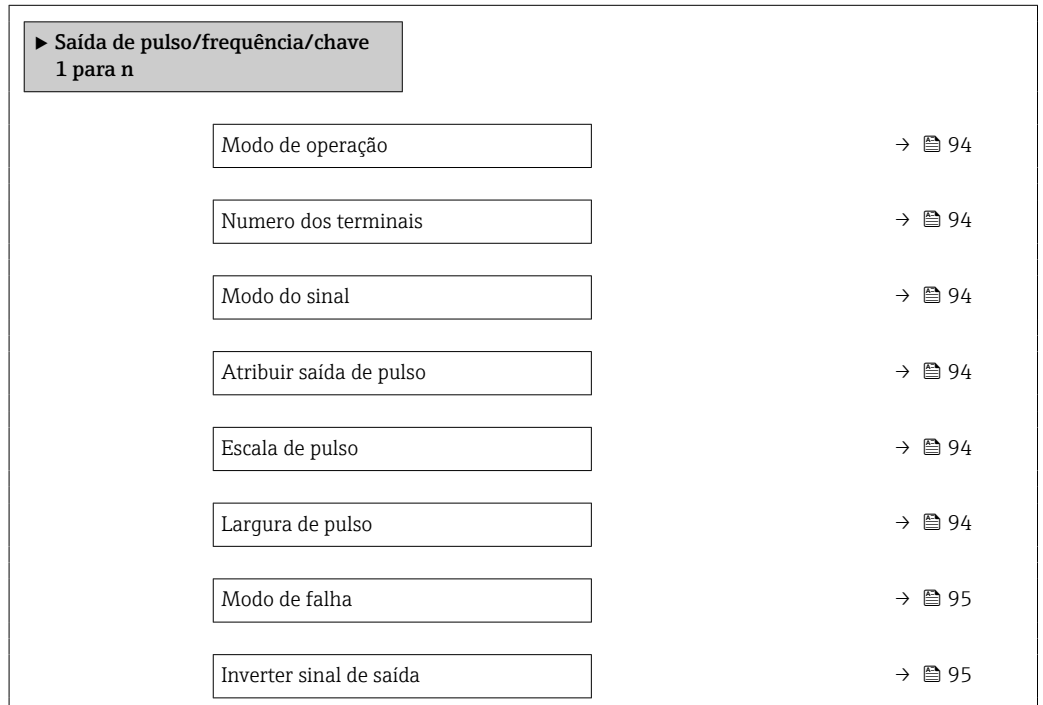 ▶ Saída de pulso/frequência/chave
1 para n
Modo de operação → 94
Numero dos terminais → 94
Modo do sinal → 94
Atribuir saída de pulso → 94
Escala de pulso → 94
Largura de pulso → 94
Modo de falha → 95
Inverter sinal de saída → 95